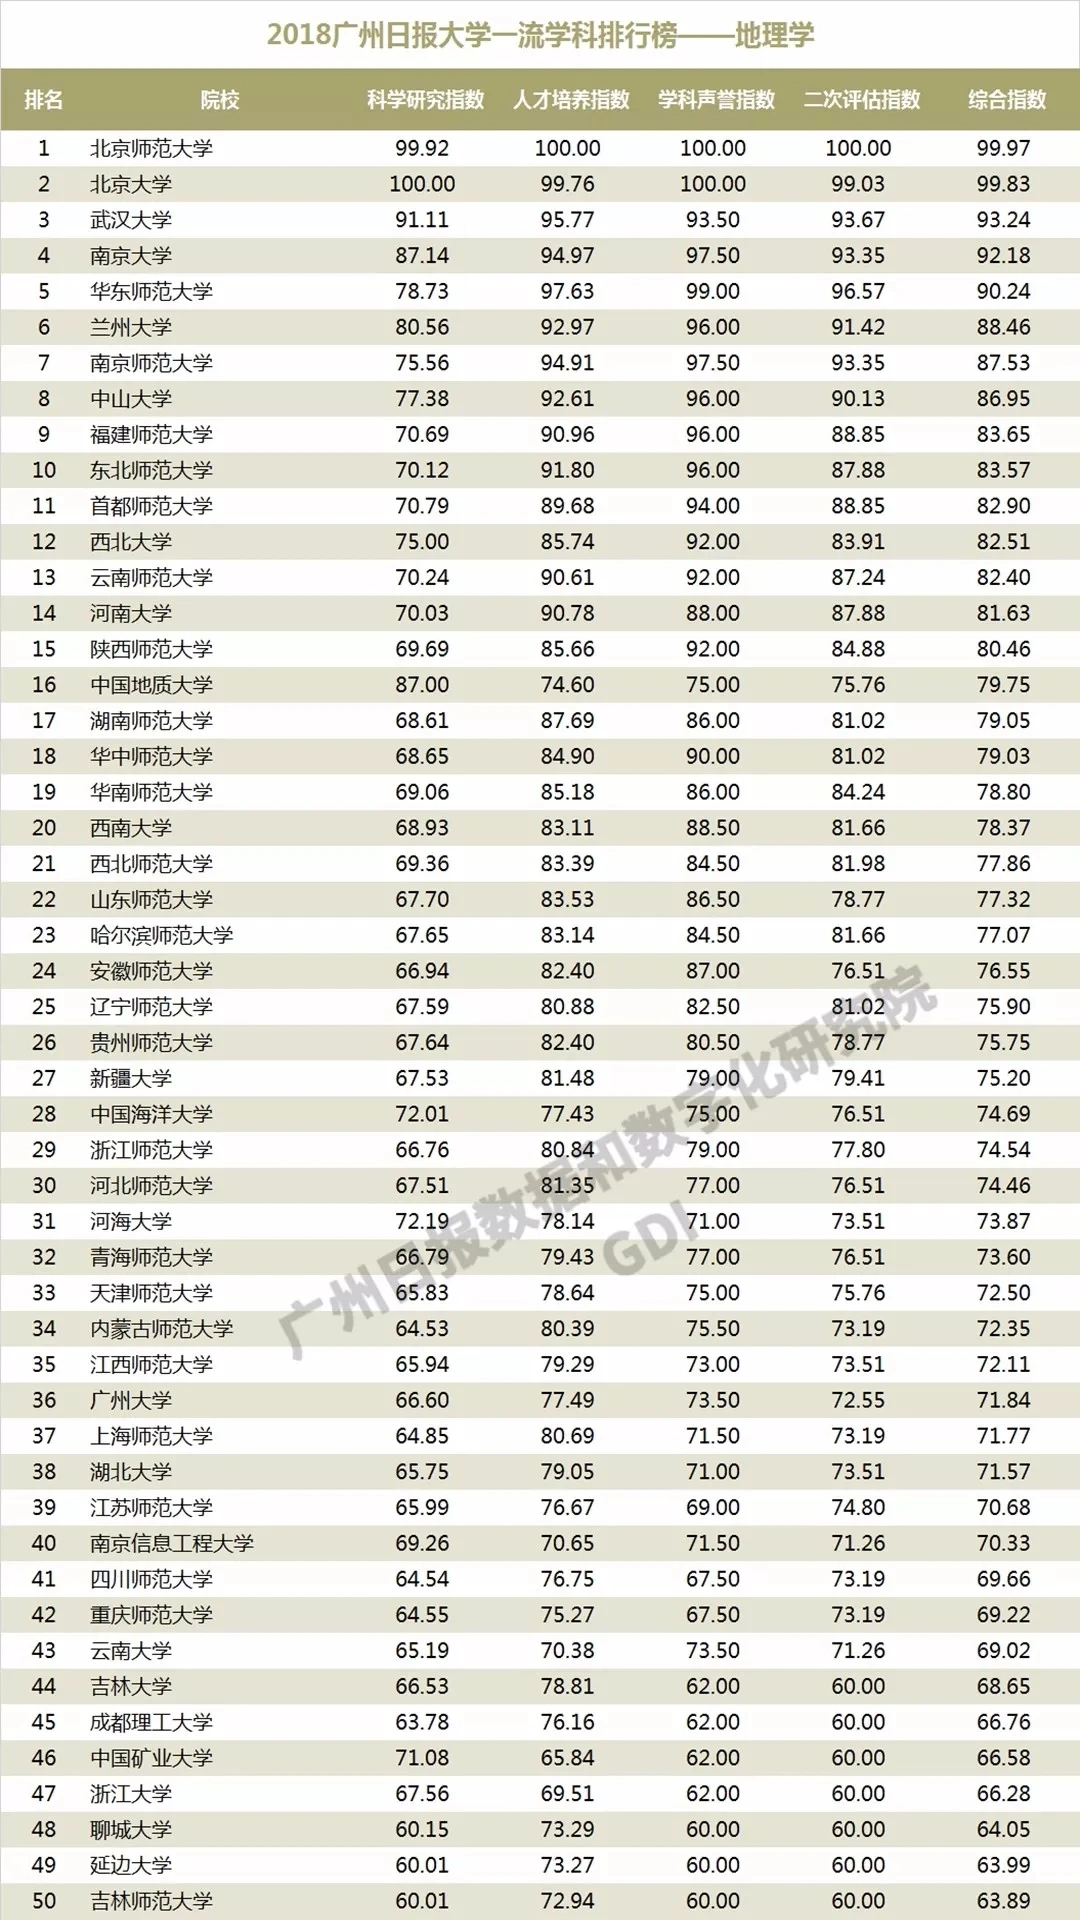 2018广州日报大学一流学科排行榜——地理学
排名 院校 科学研究指数 人才培养指数 学科声誉指数 二次评估指数 综合指数
1 北京师范大学 99.92 100.00 100.00 100.00 99.97
2 北京大学 100.00 99.76 100.00 99.03 99.83
3 武汉大学 91.11 95.77 93.50 93.67 93.24
4 南京大学 87.14 94.97 97.50 93.35 92.18
5 华东师范大学 78.73 97.63 99.00 96.57 90.24
6 兰州大学 80.56 92.97 96.00 91.42 88.46
7 南京师范大学 75.56 94.91 97.50 93.35 87.53
8 中山大学 77.38 92.61 96.00 90.13 86.95
9 福建师范大学 70.69 90.96 96.00 88.85 83.65
10 东北师范大学 70.12 91.80 96.00 87.88 83.57
11 首都师范大学 70.79 89.68 94.00 88.85 82.90
12 西北大学 75.00 85.74 92.00 83.91 82.51
13 云南师范大学 70.24 90.61 92.00 87.24 82.40
14 河南大学 70.03 90.78 88.00 87.88 81.63
15 陕西师范大学 69.69 85.66 92.00 84.88 80.46
16 中国地质大学 87.00 74.60 75.00 75.76 79.75
17 湖南师范大学 68.61 87.69 86.00 81.02 79.05
18 华中师范大学 68.65 84.90 90.00 81.02 79.03
19 华南师范大学 69.06 85.18 86.00 84.24 78.80
20 西南大学 68.93 83.11 88.50 81.66 78.37
21 西北师范大学 69.36 83.39 84.50 81.98 77.86
22 山东师范大学 67.70 83.53 86.50 78.77 77.32
23 哈尔滨师范大学 67.65 83.14 84.50 81.66 77.07
24 安徽师范大学 66.94 82.40 87.00 76.51 76.55
25 辽宁师范大学 67.59 80.88 82.50 81.02 75.90
26 贵州师范大学 67.64 82.40 80.50 78.77 75.75
27 新疆大学 67.53 81.48 79.00 79.41 75.20
28 中国海洋大学 72.01 77.43 75.00 76.51 74.69
29 浙江师范大学 66.76 80.84 79.00 77.80 74.54
30 河北师范大学 67.51 81.35 77.00 76.51 74.46
31 河海大学 72.19 78.14 71.00 73.51 73.87
32 青海师范大学 66.79 79.43 77.00 76.51 73.60
33 天津师范大学 65.83 78.64 75.00 75.76 72.50
34 内蒙古师范大学 64.53 80.39 75.50 73.19 72.35
35 江西师范大学 65.94 79.29 73.00 73.51 72.11
36 广州大学 66.60 77.49 73.50 72.55 71.84
37 上海师范大学 64.85 80.69 71.50 73.19 71.77
38 湖北大学 65.75 79.05 71.00 73.51 71.57
39 江苏师范大学 65.99 76.67 69.00 74.80 70.68
40 南京信息工程大学 69.26 70.65 71.50 71.26 70.33
41 四川师范大学 64.54 76.75 67.50 73.19 69.66
42 重庆师范大学 64.55 75.27 67.50 73.19 69.22
43 云南大学 65.19 70.38 73.50 71.26 69.02
44 吉林大学 66.53 78.81 62.00 60.00 68.65
45 成都理工大学 63.78 76.16 62.00 60.00 66.76
46 中国矿业大学 71.08 65.84 62.00 60.00 66.58
47 浙江大学 67.56 69.51 62.00 60.00 66.28
48 聊城大学 60.15 73.29 60.00 60.00 64.05
49 延边大学 60.01 73.27 60.00 60.00 63.99
50 吉林师范大学 60.01 72.94 60.00 60.00 63.89
广州日报数据和数字化研究院
GDI